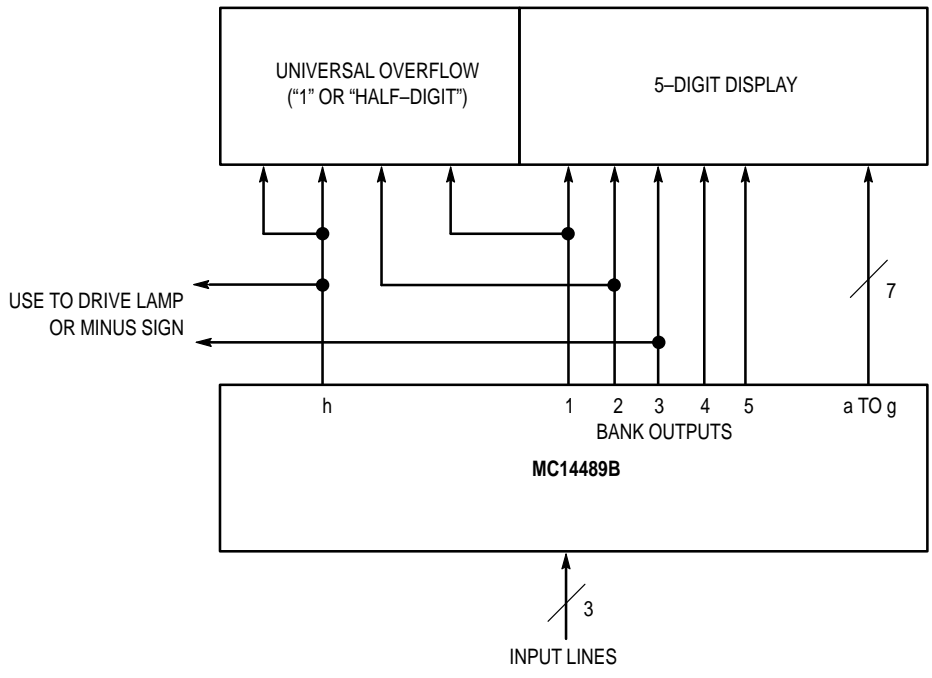 UNIVERSAL OVERFLOW
(“1” OR “HALF–DIGIT”)
5–DIGIT DISPLAY
USE TO DRIVE LAMP
OR MINUS SIGN
7
h
1 2 3 4 5
a TO g
BANK OUTPUTS
MC14489B
3
INPUT LINES